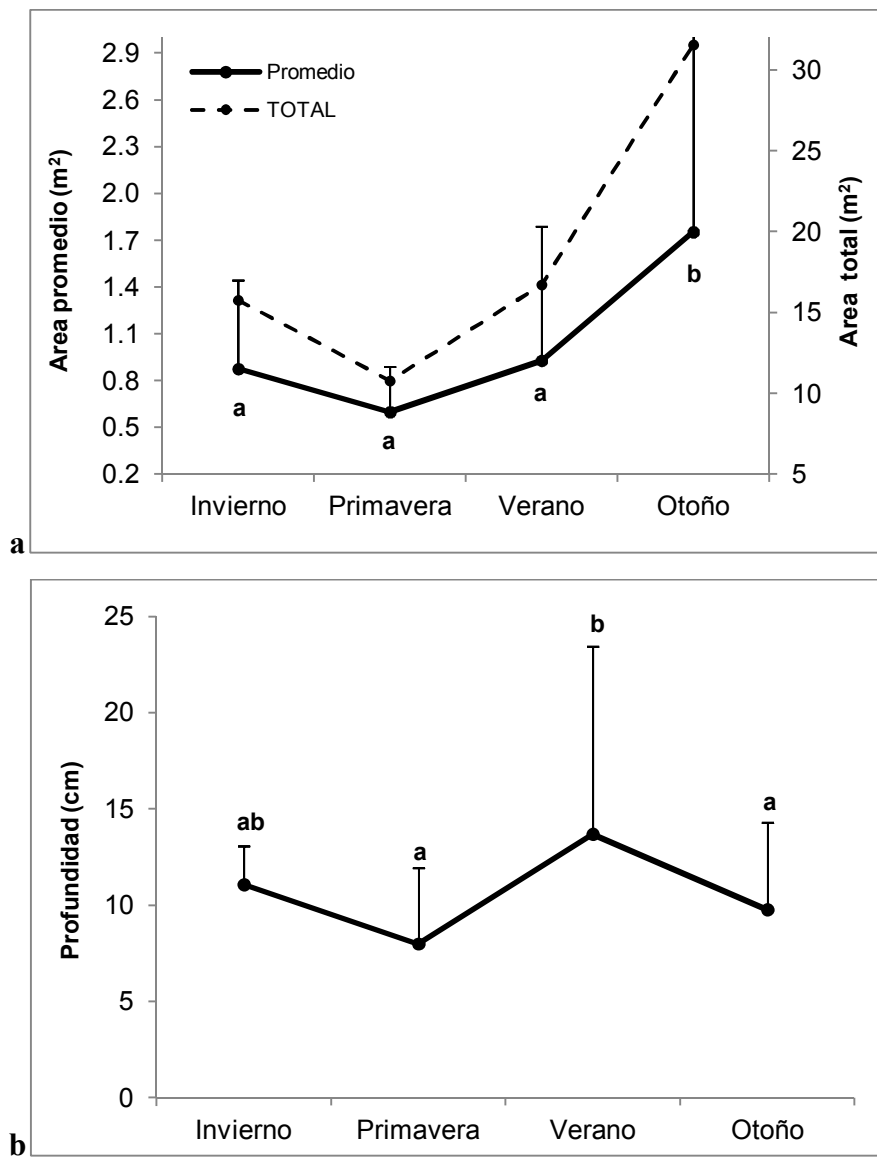 Promedio
TOTAL
Area promedio (m²)
2.9
2.6
2.3
2.0
1.7
1.4
1.1
0.8
0.5
0.2
Area total (m²)
30
25
20
15
10
5
a
a
a
b
Invierno Primavera Verano Otoño
a
Profundidad (cm)
25
20
15
10
5
0
ab
a
b
a
Invierno Primavera Verano Otoño
b